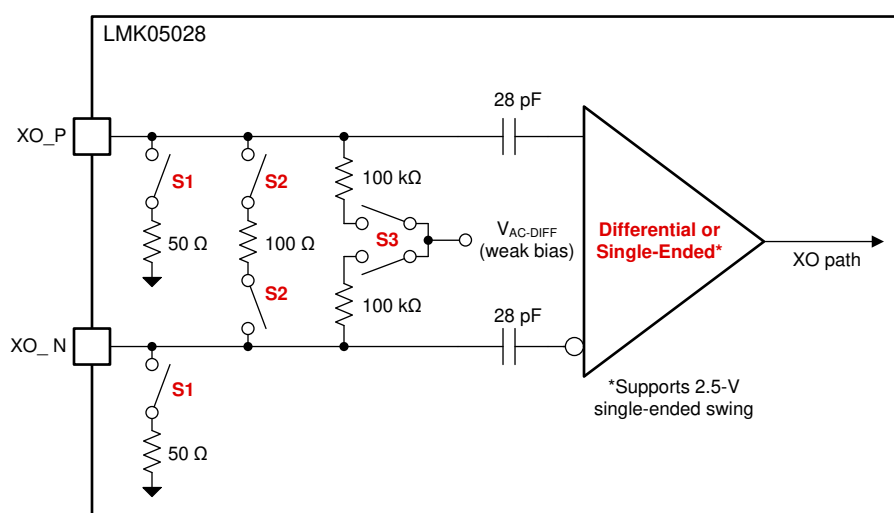 LMK05028
28 pF
XO_P
S1
S2
100 kΩ
50 Ω
100 Ω
S3
V_AC-DIFF
(weak bias)
Differential or
Single-Ended*
XO path
S2
100 kΩ
28 pF
XO_ N
S1
*Supports 2.5-V
single-ended swing
50 Ω